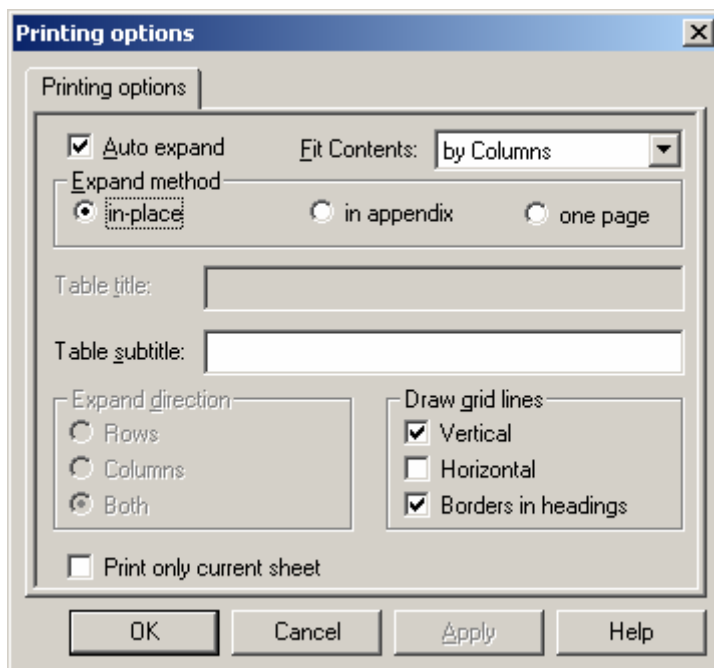 Printing options
Printing options
Auto expand Fit Contents: by Columns
Expand method
in-place in appendix one page
Table title:
Table subtitle:
Expand direction Draw grid lines
Rows Vertical
Columns Horizontal
Both Borders in headings
Print only current sheet
OK Cancel Apply Help